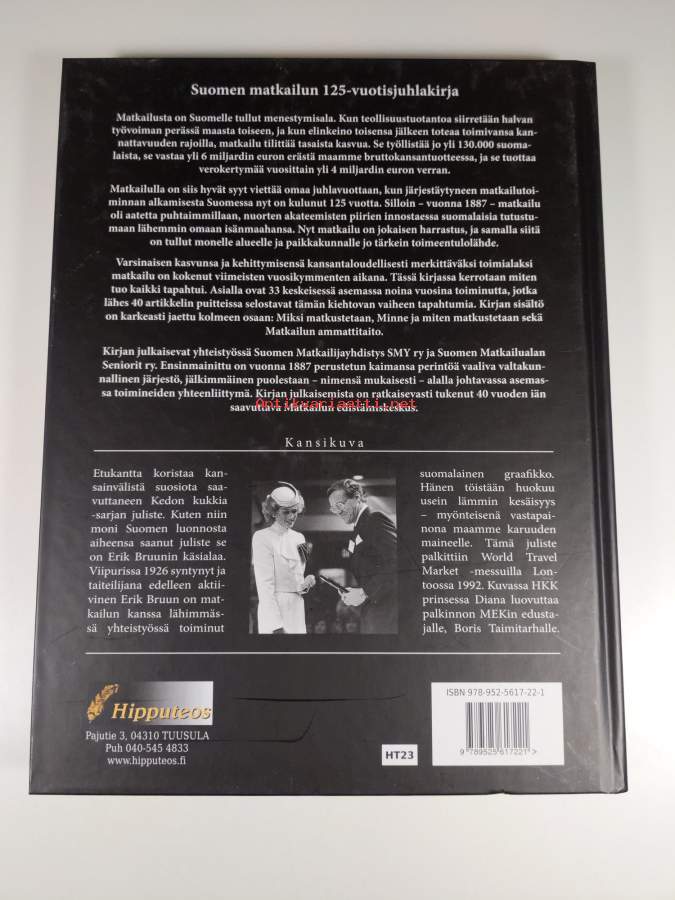 Suomen matkailun 125-vuotisjuhlakirja
Matkailusta on Suomelle tullut menestymisala. Kun teollisuustuotantoa siirretään halvan
työvoiman perässä maasta toiseen, ja kun elinkeino toisensa jälkeen toteaa toimivansa kan-
nattavuuden rajoilla, matkailu tilittää tasaista kasvua. Se työllistää jo yli 130.000 suoma-
laista, se vastaa yli 6 miljardin euron erästä maamme bruttokansantuotteessa, ja se tuottaa
verokertymää vuosittain yli 4 miljardin euron verran.
Matkailulla on siis hyvät syyt viettää omaa juhlavuottaan, kun järjestäytyneen matkailutoi-
minnan alkamisesta Suomessa nyt on kulunut 125 vuotta. Silloin – vuonna 1887 – matkailu
oli aatetta puhtaimmillaan, nuorten akateemisten piirien innostaessa suomalaisia tutustu-
maan lähemmin omaan isänmaahansa. Nyt matkailu on jokaisen harrastus, ja samalla siitä
on tullut monelle alueelle ja paikkakunnalle jo tärkein toimeentulolähde.
Varsinaisen kasvunsa ja kehittymisensä kansantaloudellisesti merkittäväksi toimialaksi
matkailu on kokenut viimeisten vuosikymmenten aikana. Tässä kirjassa kerrotaan miten
tuo kaikki tapahtui. Asialla ovat 33 keskeisessä asemassa noina vuosina toiminutta, jotka
lähes 40 artikkelin puitteissa selostavat tämän kiehtovan vaiheen tapahtumia. Kirjan sisältö
on karkeasti jaettu kolmeen osaan: Miksi matkustetaan, Minne ja miten matkustetaan sekä
Matkailun ammattitaito.
Kirjan julkaisevat yhteistyössä Suomen Matkailijayhdistys SMY ry ja Suomen Matkailualan
Seniorit ry. Ensinmainittu on vuonna 1887 perustetun kaimansa perintöä vaaliva valtakun-
nallinen järjestö, jälkimmäinen puolestaan – nimensä mukaisesti – alalla johtavassa asemas-
sa toimineiden yhteenliittymä. Kirjan julkaisemista on ratkaisevasti tukenut 40 vuoden iän
saavuttava Matkailun edistämiskeskus.
Antikvariaatti.net
Kansikuva
Etukantta koristaa kan-
sainvälistä suosiota saa-
vuttaneen Kedon kukkia
-sarjan juliste. Kuten niin
moni Suomen luonnosta
aiheensa saanut juliste se
on Erik Bruunin käsialaa.
Viipurissa 1926 syntynyt ja
taiteilijana edelleen aktii-
vinen Erik Bruun on mat-
kailun kanssa lähimmäs-
sä yhteistyössä toiminut
suomalainen graafikko.
Hänen töistään huokuu
usein lämmin kesäisyys
– myönteisenä vastapai-
nona maamme karuuden
maineelle. Tämä juliste
palkittiin World Travel
Market -messuilla Lon-
toossa 1992. Kuvassa HKK
prinsessa Diana luovuttaa
palkinnon MEKin edusta-
jalle, Boris Taimitarhalle.
Hipputeos
Pajutie 3, 04310 TUUSULA
Puh 040-545 4833
www.hipputeos.fi
HT23
ISBN 978-952-5617-22-1
9 789525 617221 >